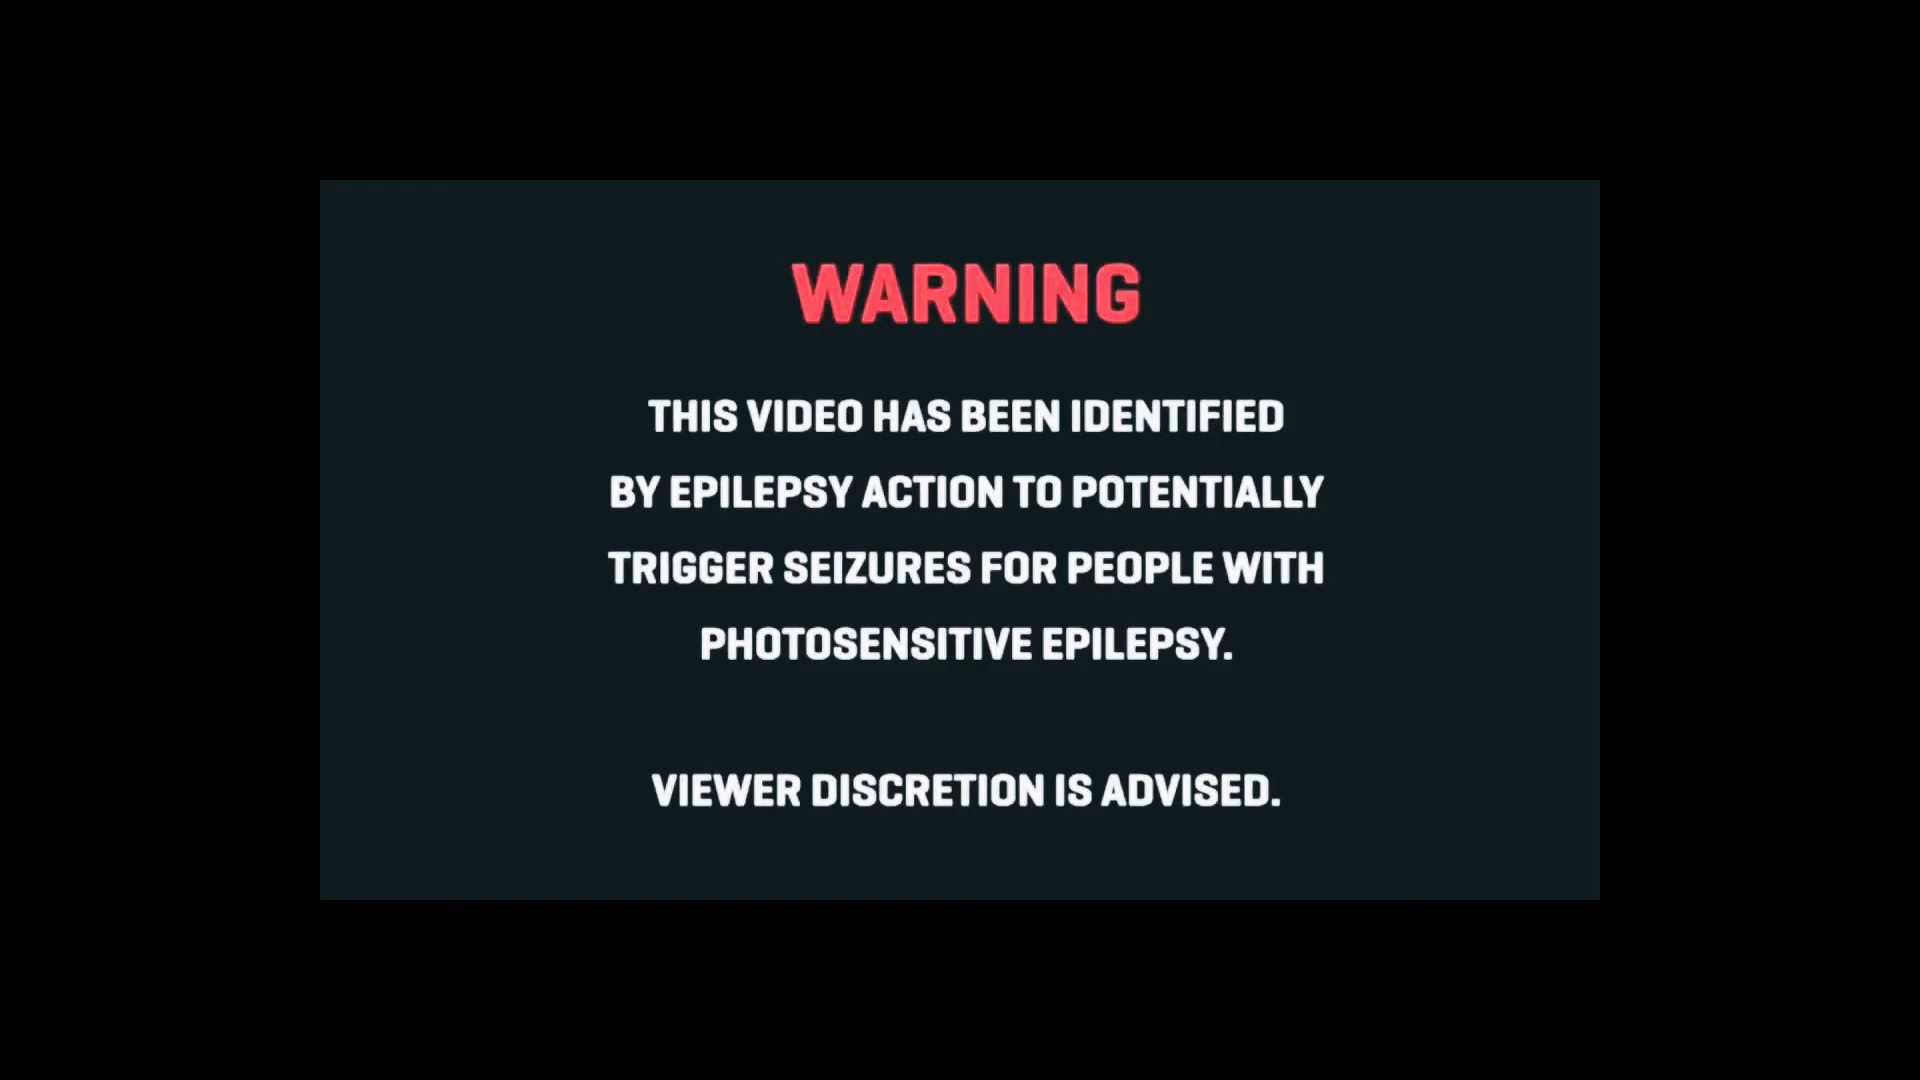 WARNING
THIS VIDEO HAS BEEN IDENTIFIED
BY EPILEPSY ACTION TO POTENTIALLY
TRIGGER SEIZURES FOR PEOPLE WITH
PHOTOSENSITIVE EPILEPSY.
VIEWER DISCRETION IS ADVISED.